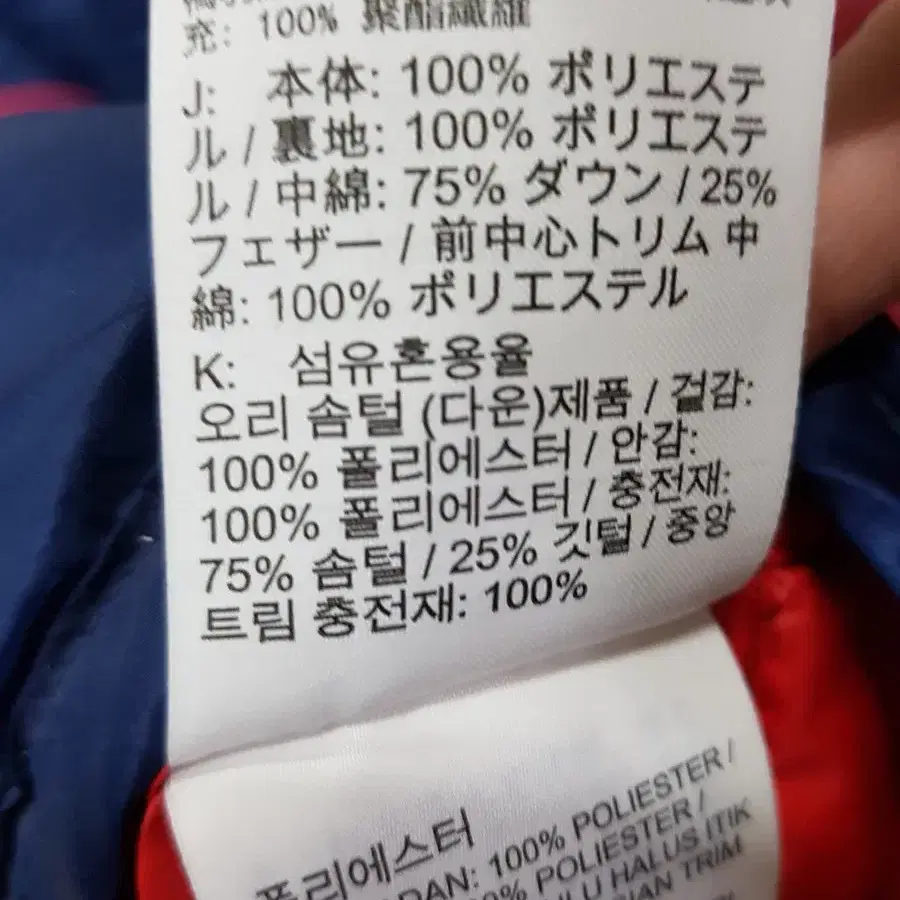 充: 100% 聚酯纖維
J: 本体: 100% ポリエステ
ル / 裏地: 100% ポリエステ
ル / 中綿: 75% ダウン / 25%
フェザー / 前中心トリム 中
綿: 100% ポリエステル
K: 섬유혼용율
오리 솜털 (다운)제품 / 겉감:
100% 폴리에스터 / 안감:
100% 폴리에스터 / 충전재:
75% 솜털 / 25% 깃털 / 중앙
트림 충전재: 100%
폴리에스터
DAN: 100% POLIESTER /
POLIESTER /
HALUS ITIK
TRIM